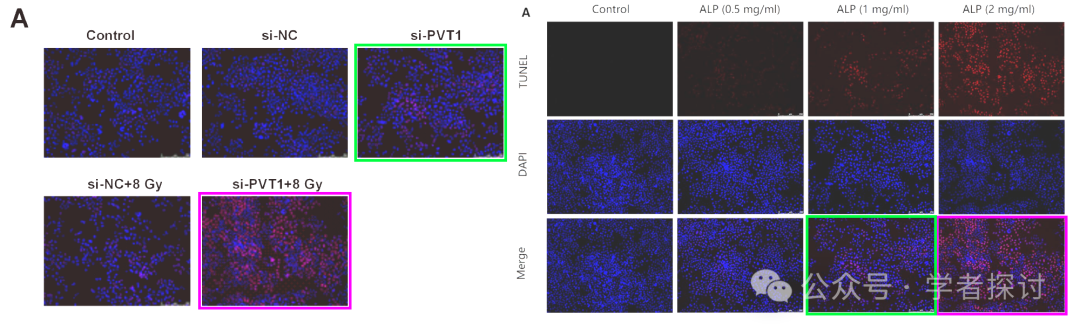 A
Control
si-NC
si-PVT1
si-NC+8 Gy
si-PVT1+8 Gy
A
Control
ALP (0.5 mg/ml)
ALP (1 mg/ml)
ALP (2 mg/ml)
TUNEL
DAPI
Merge
公众号 · 学者探讨